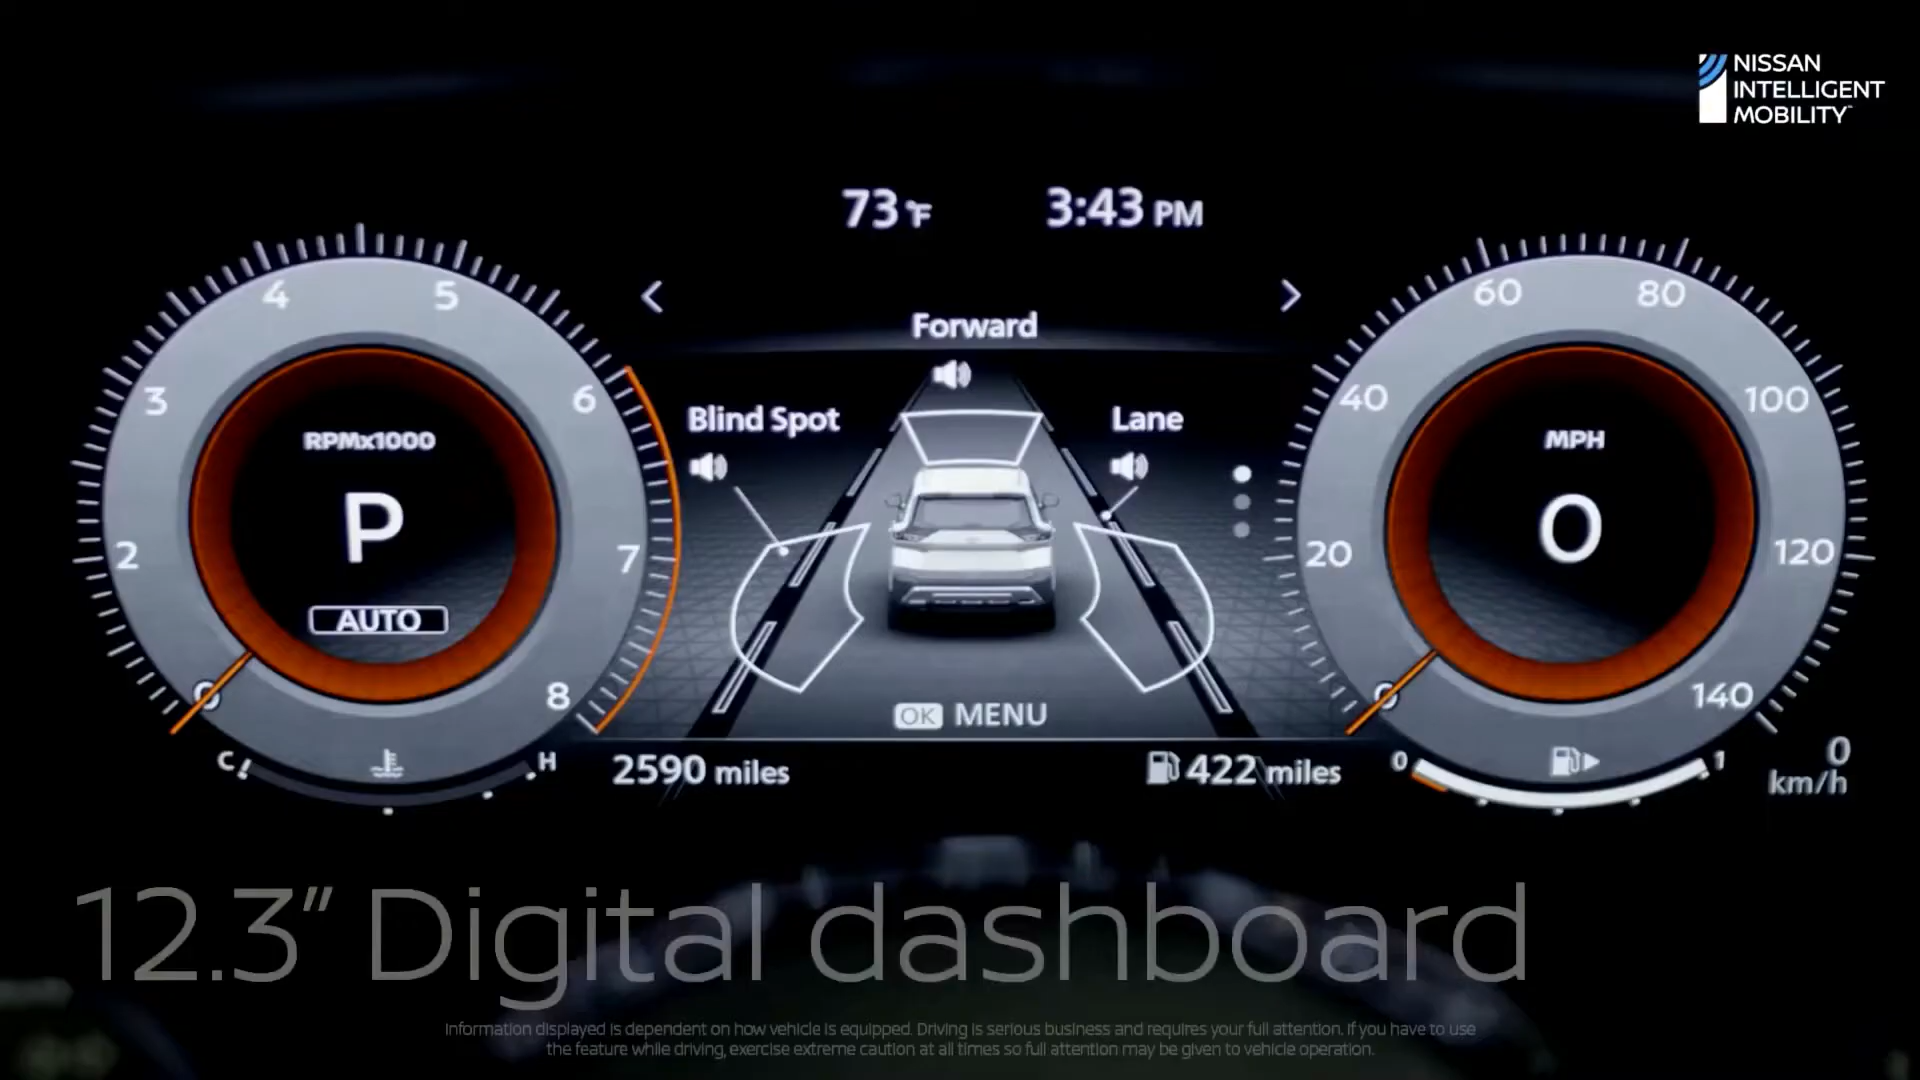 NISSAN
INTELLIGENT
MOBILITY™
73°F 3:43 PM
Forward
Blind Spot
Lane
4 5
3 6
2 7
0 8
RPMx1000
P
AUTO
60 80
40 100
20 120
0 140
MPH
0
OK MENU
C H
2590 miles
422 miles
0 1
0
km/h
12.3” Digital dashboard
Information displayed is dependent on how vehicle is equipped. Driving is serious business and requires your full attention. If you have to use
the feature while driving, exercise extreme caution at all times so full attention may be given to vehicle operation.